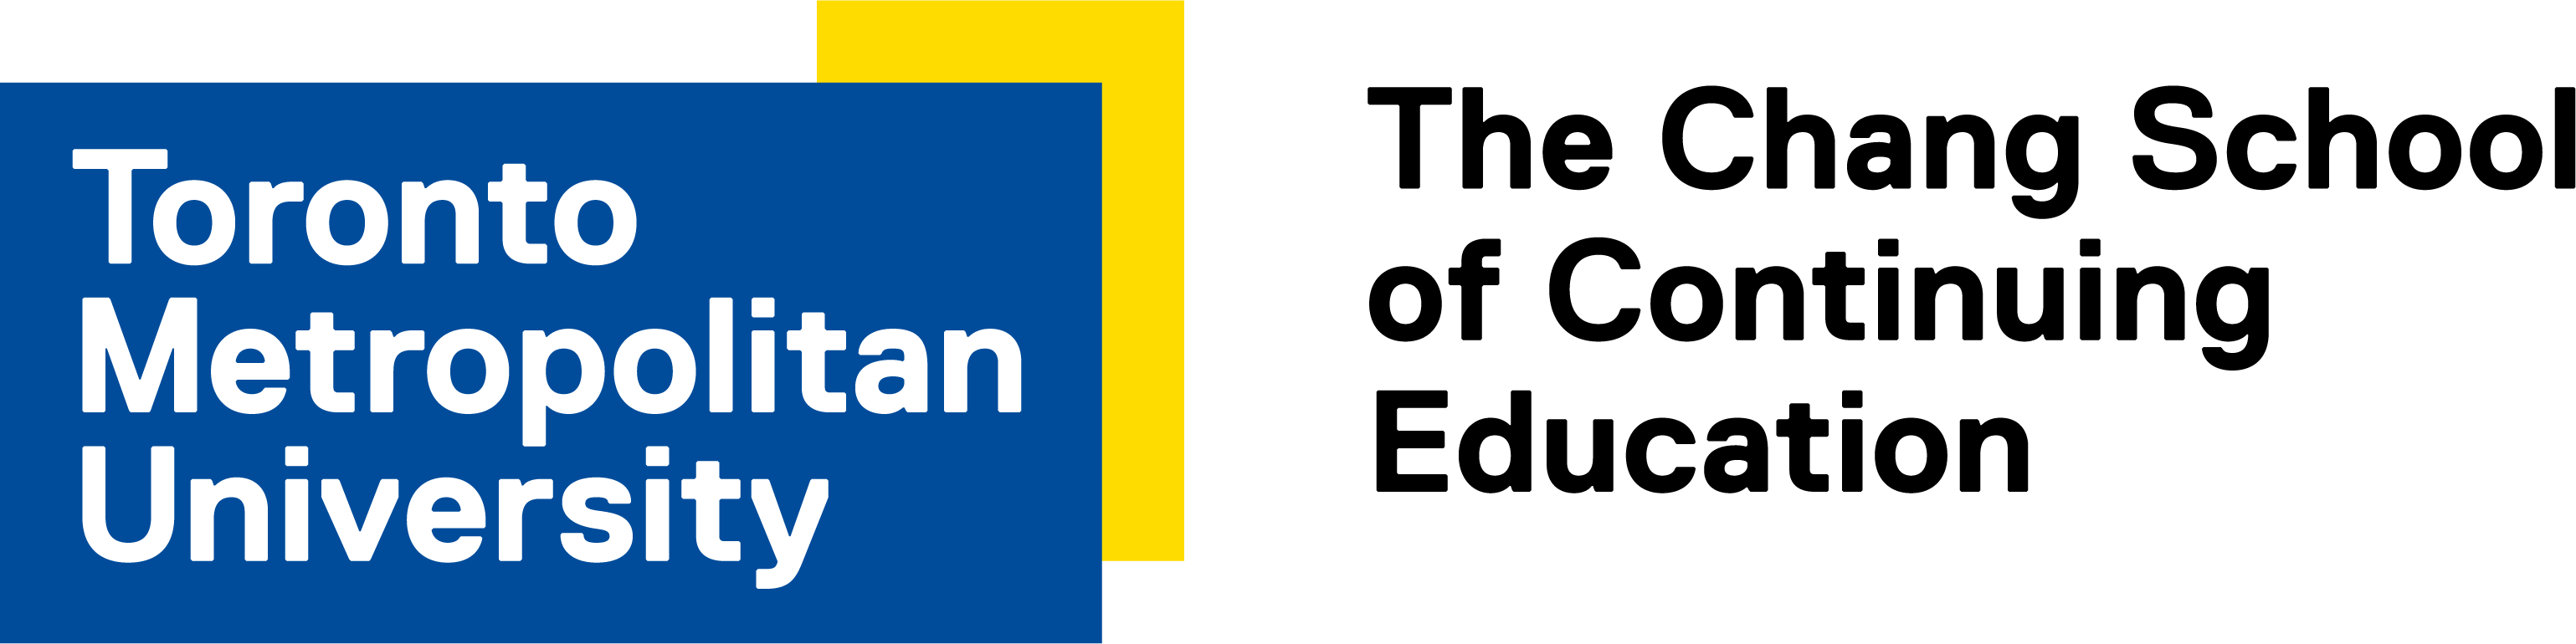 Toronto
Metropolitan
University
The Chang School
of Continuing
Education